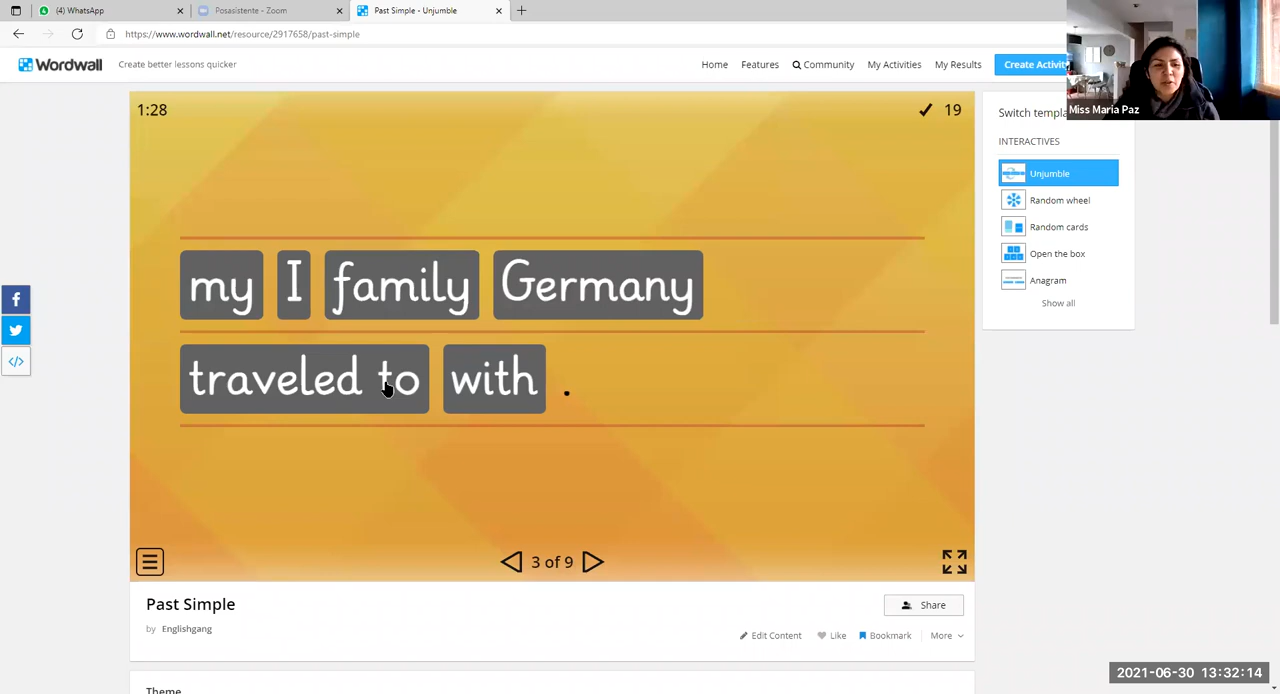 (4) WhatsApp
Posasistente - Zoom
Past Simple - Unjumble
https://www.wordwall.net/resource/2917658/past-simple
Wordwall
Create better lessons quicker
Home
Features
Community
My Activities
My Results
Create Activit
Miss María Paz
1:28
19
my I family Germany
traveled to with .
3 of 9
Switch templa
INTERACTIVES
Unjumble
Random wheel
Random cards
Open the box
Anagram
Show all
Past Simple
by Englishgang
Share
Edit Content
Like
Bookmark
More
Theme
2021-06-30 13:32:14